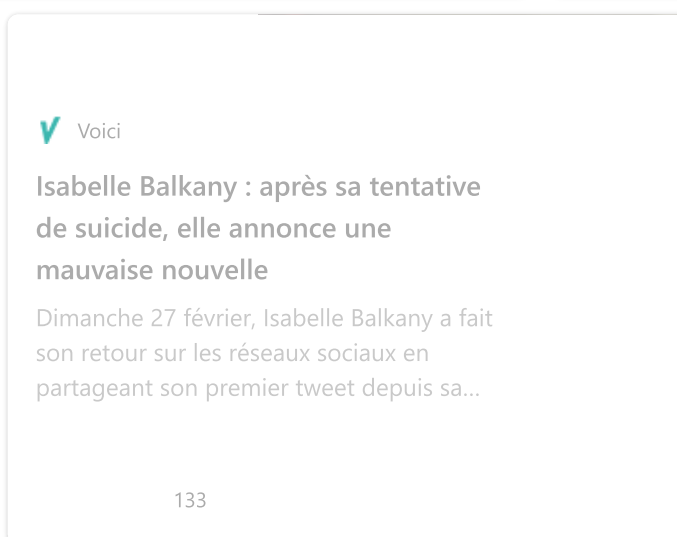 Voici
Isabelle Balkany : après sa tentative
de suicide, elle annonce une
mauvaise nouvelle
Dimanche 27 février, Isabelle Balkany a fait
son retour sur les réseaux sociaux en
partageant son premier tweet depuis sa...
133